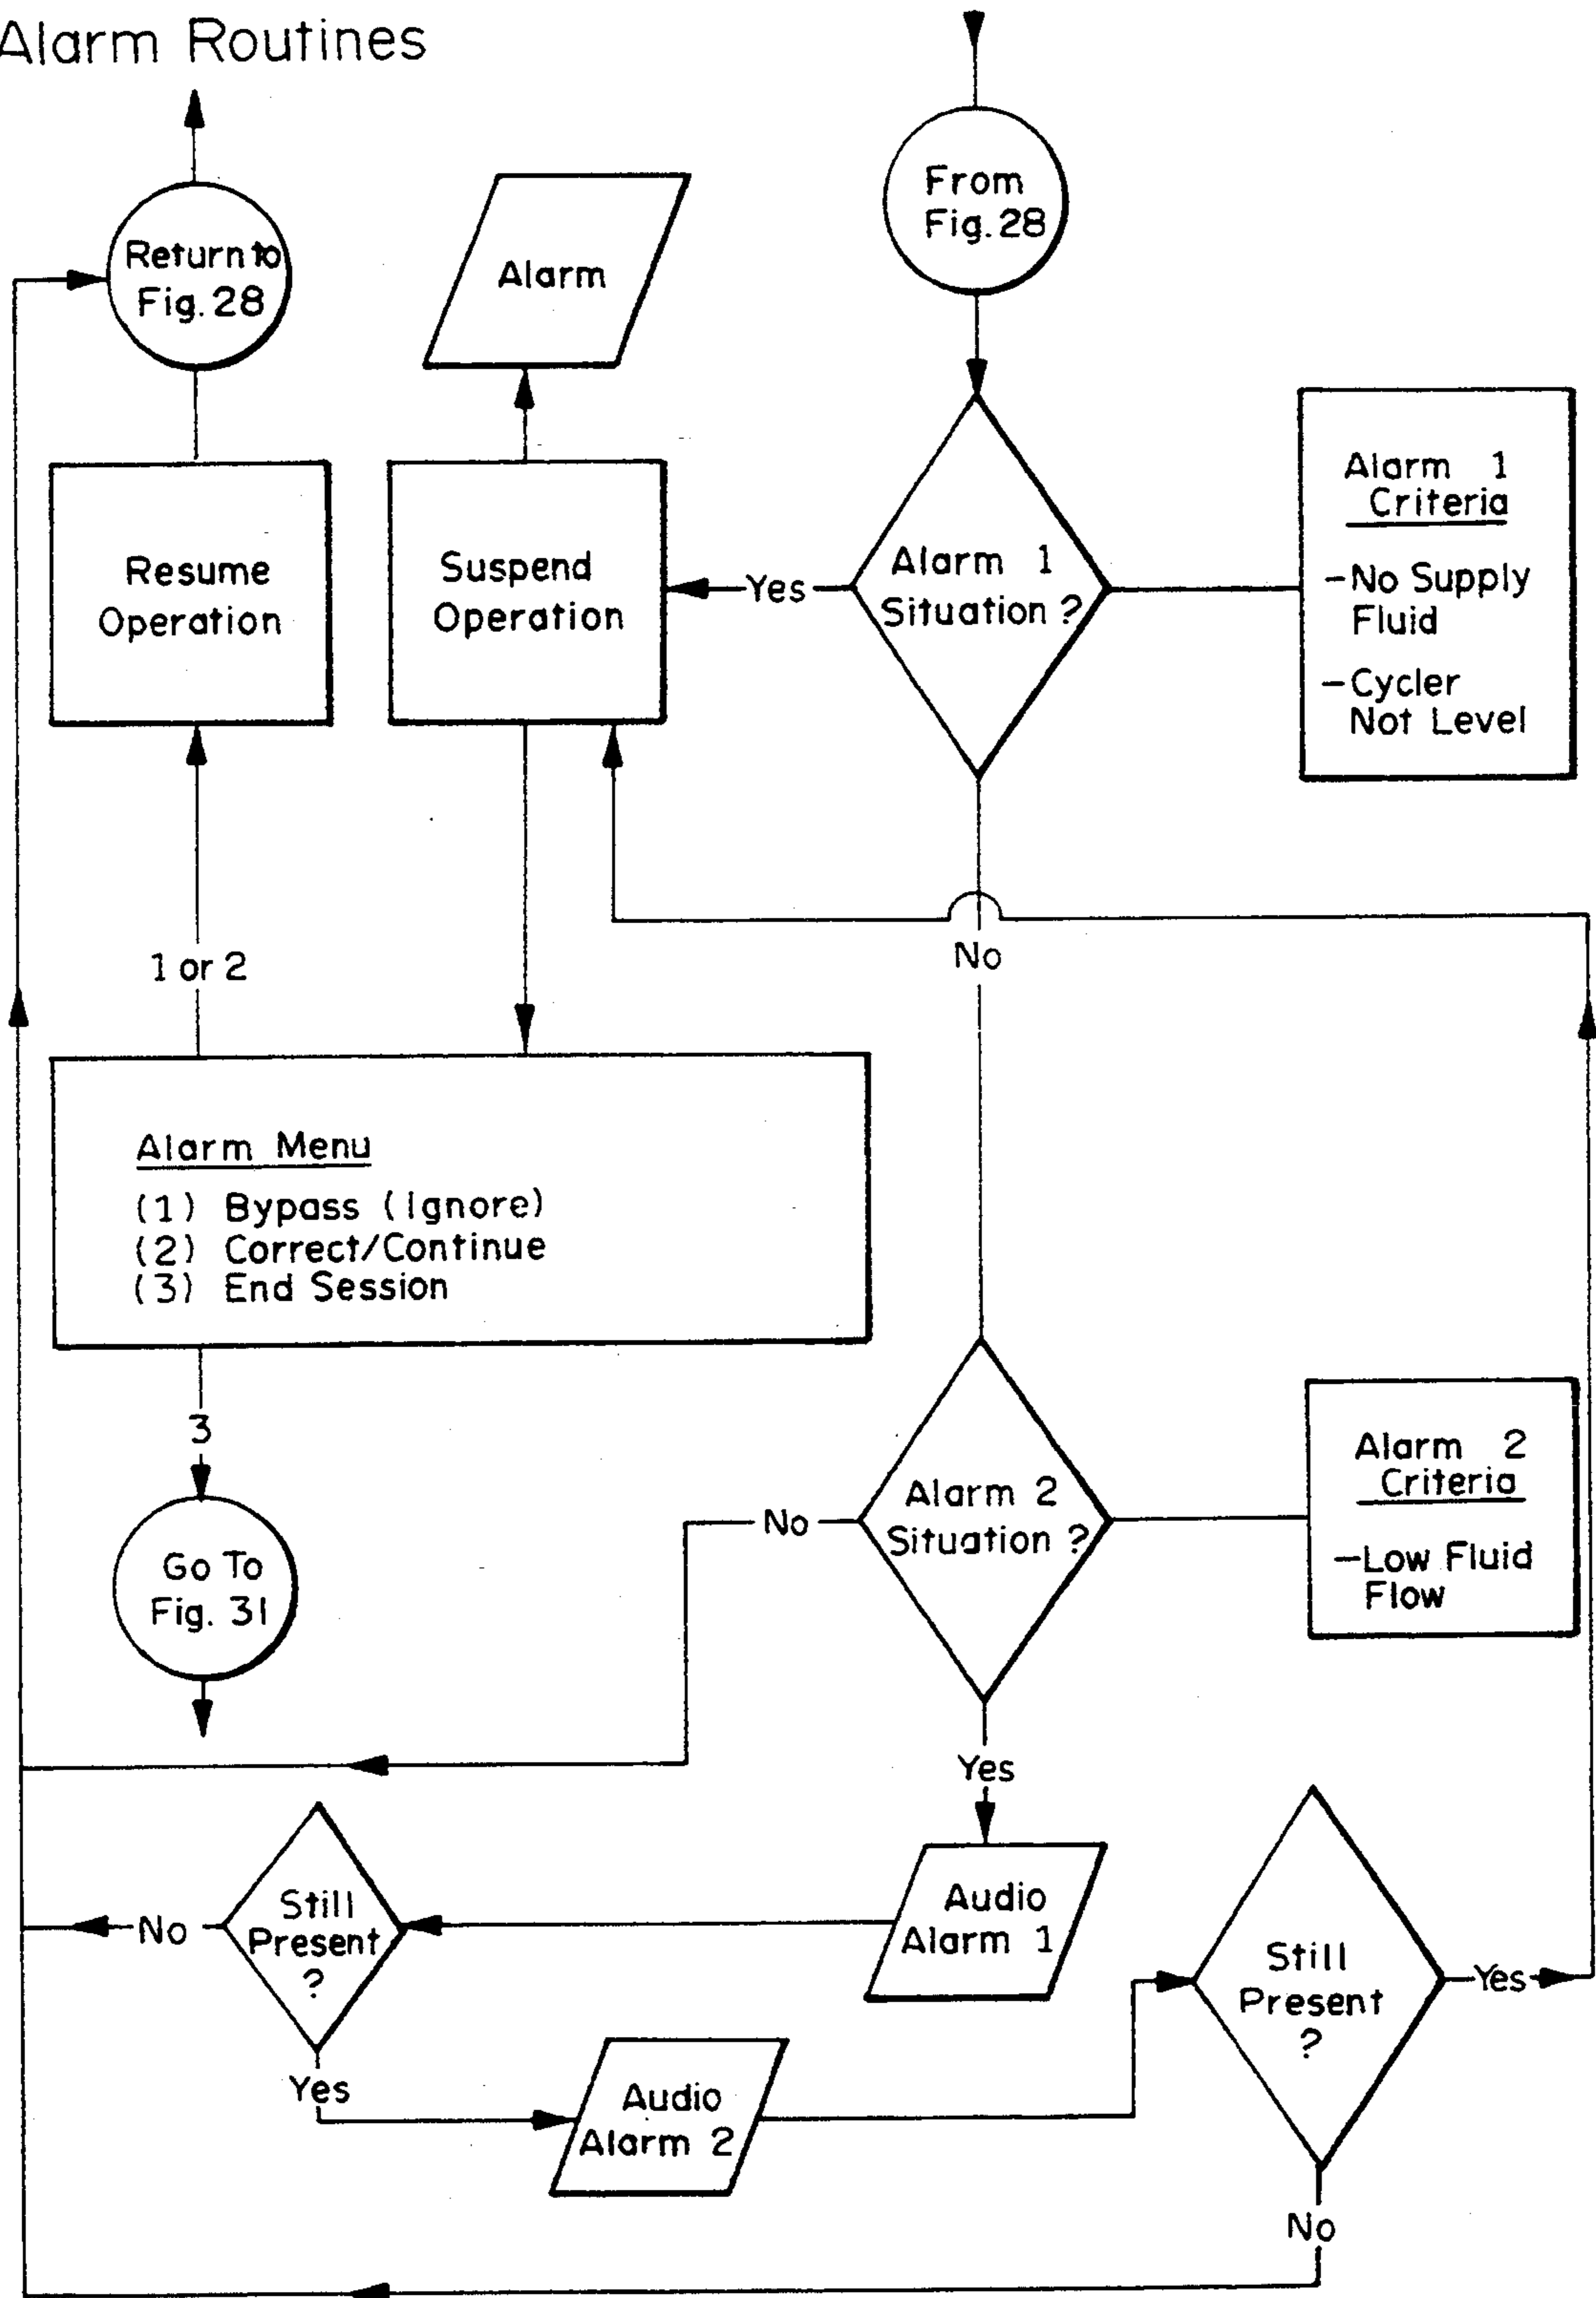 Alarm Routines
From
Fig. 28
Return to
Fig. 28
Alarm
Alarm 1
Criteria
-No Supply
Fluid
-Cycler
Not Level
Resume
Operation
Suspend
Operation
Yes
Alarm 1
Situation ?
No
1 or 2
Alarm Menu
(1) Bypass (Ignore)
(2) Correct/Continue
(3) End Session
3
Go To
Fig. 31
No
Alarm 2
Situation ?
Alarm 2
Criteria
-Low Fluid
Flow
Yes
No
Still
Present
?
Audio
Alarm 1
Still
Present
?
Yes
Yes
Audio
Alarm 2
No